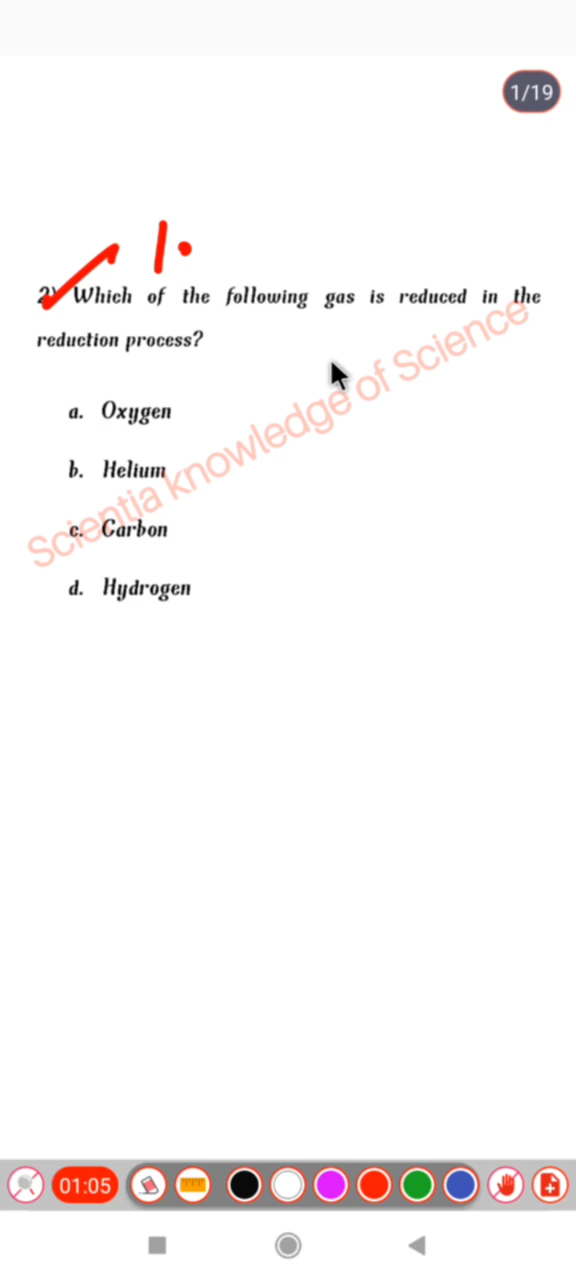 1/19
1.
2) Which of the following gas is reduced in the
reduction process?
a. Oxygen
b. Helium
c. Carbon
d. Hydrogen
Scientia knowledge of Science
01:05